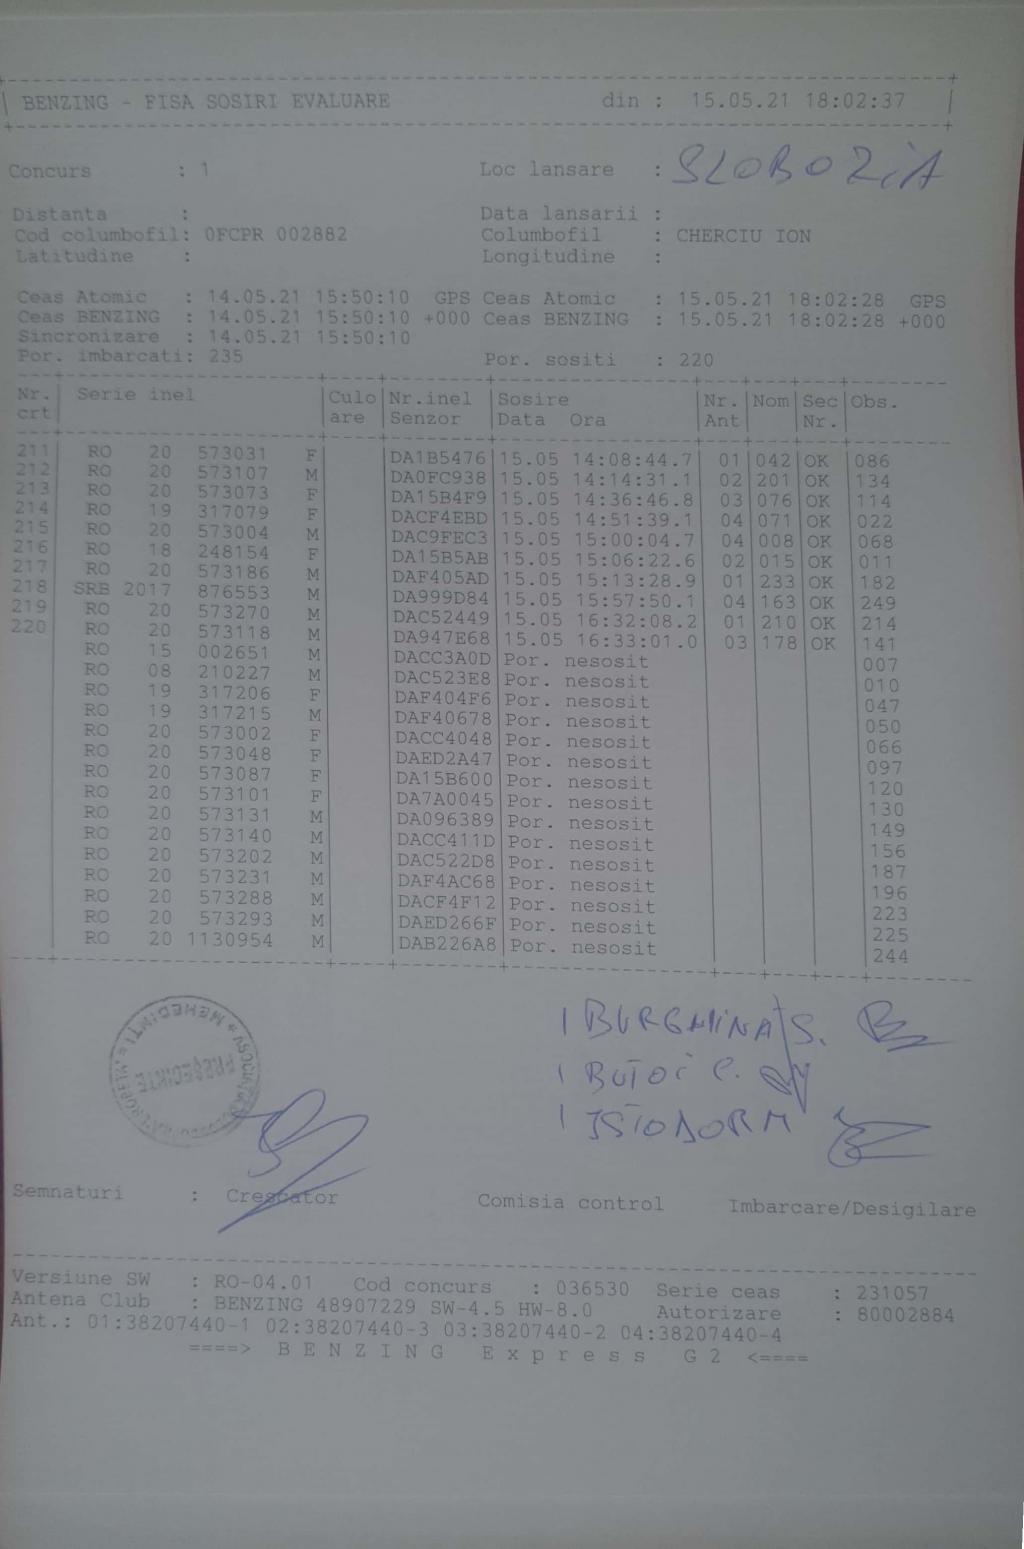 BENZING - FISA SOSIRI EVALUARE din : 15.05.21 18:02:37
Concurs : 1 Loc lansare : SLOBOZIA
Distanta : Data lansarii :
Cod columbofil: 0FCPR 002882 Columbofil : CHERCIU ION
Latitudine : Longitudine :
Ceas Atomic : 14.05.21 15:50:10 GPS Ceas Atomic : 15.05.21 18:02:28 GPS
Ceas BENZING : 14.05.21 15:50:10 +000 Ceas BENZING : 15.05.21 18:02:28 +000
Sincronizare : 14.05.21 15:50:10
Por. imbarcati: 235 Por. sositi : 220
Nr. Serie inel Culo Nr.inel Sosire Nr. Nom Sec Obs.
crt are Senzor Data Ora Ant Nr.
211 RO 20 573031 F DA1B5476 15.05 14:08:44.7 01 042 OK 086
212 RO 20 573107 M DA0FC938 15.05 14:14:31.1 02 201 OK 134
213 RO 20 573073 F DA15B4F9 15.05 14:36:46.8 03 076 OK 114
214 RO 19 317079 F DACF4EBD 15.05 14:51:39.1 04 071 OK 022
215 RO 20 573004 M DAC9FEC3 15.05 15:00:04.7 04 008 OK 068
216 RO 18 248154 F DA15B5AB 15.05 15:06:22.6 02 015 OK 011
217 RO 20 573186 M DAF405AD 15.05 15:13:28.9 01 233 OK 182
218 SRB 2017 876553 M DA999D84 15.05 15:57:50.1 04 163 OK 249
219 RO 20 573270 M DAC52449 15.05 16:32:08.2 01 210 OK 214
220 RO 20 573118 M DA947E68 15.05 16:33:01.0 03 178 OK 141
RO 15 002651 M DACC3A0D Por. nesosit 007
RO 08 210227 M DAC523E8 Por. nesosit 010
RO 19 317206 F DAF404F6 Por. nesosit 047
RO 19 317215 M DAF40678 Por. nesosit 050
RO 20 573002 F DACC4048 Por. nesosit 066
RO 20 573048 F DAED2A47 Por. nesosit 097
RO 20 573087 F DA15B600 Por. nesosit 120
RO 20 573101 F DA7A0045 Por. nesosit 130
RO 20 573131 M DA096389 Por. nesosit 149
RO 20 573140 M DACC411D Por. nesosit 156
RO 20 573202 M DAC522D8 Por. nesosit 187
RO 20 573231 M DAF4AC68 Por. nesosit 196
RO 20 573288 M DACF4F12 Por. nesosit 223
RO 20 573293 M DAED266F Por. nesosit 225
RO 20 1130954 M DAB226A8 Por. nesosit 244
MEHEDINTI
PRESEDINTE
BURGHINA S.
BUTOI C.
ISTODOR M
Semnaturi : Crescator Comisia control Imbarcare/Desigilare
Versiune SW : RO-04.01 Cod concurs : 036530 Serie ceas : 231057
Antena Club : BENZING 48907229 SW-4.5 HW-8.0 Autorizare : 80002884
Ant.: 01:38207440-1 02:38207440-3 03:38207440-2 04:38207440-4
====> B E N Z I N G E x p r e s s G 2 <====